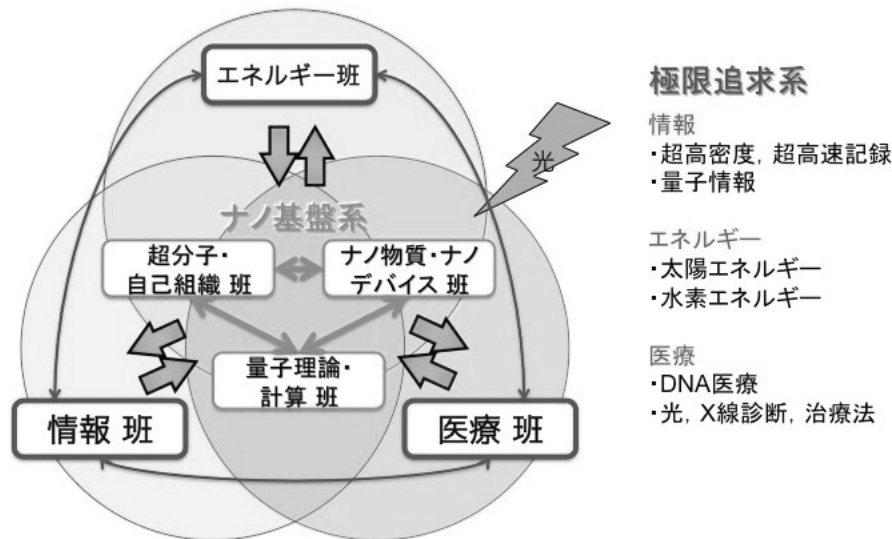 エネルギー班
光
ナノ基盤系
超分子・
自己組織 班
ナノ物質・ナノ
デバイス 班
量子理論・
計算 班
情報 班
医療 班
極限追求系
情報
・超高密度, 超高速記録
・量子情報
エネルギー
・太陽エネルギー
・水素エネルギー
医療
・DNA医療
・光, X線診断, 治療法